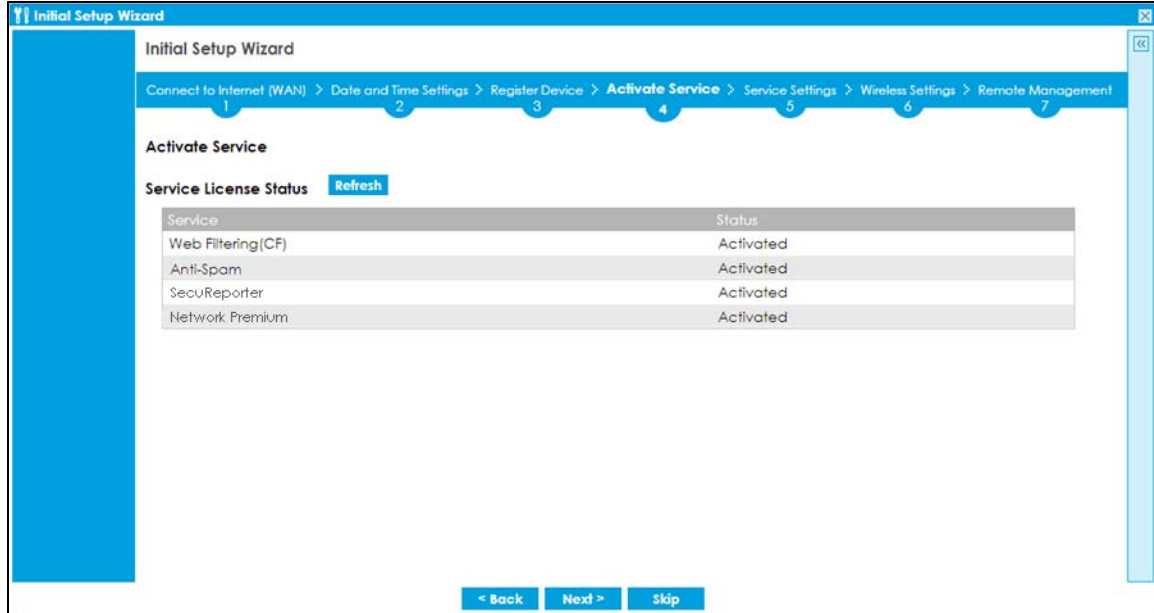 Initial Setup Wizard
Initial Setup Wizard
Connect to Internet (WAN) > Date and Time Settings > Register Device > Activate Service > Service Settings > Wireless Settings > Remote Management
1 2 3 4 5 6 7
Activate Service
Service License Status Refresh
Service Status
Web Filtering(CF) Activated
Anti-Spam Activated
SecuReporter Activated
Network Premium Activated
< Back Next > Skip